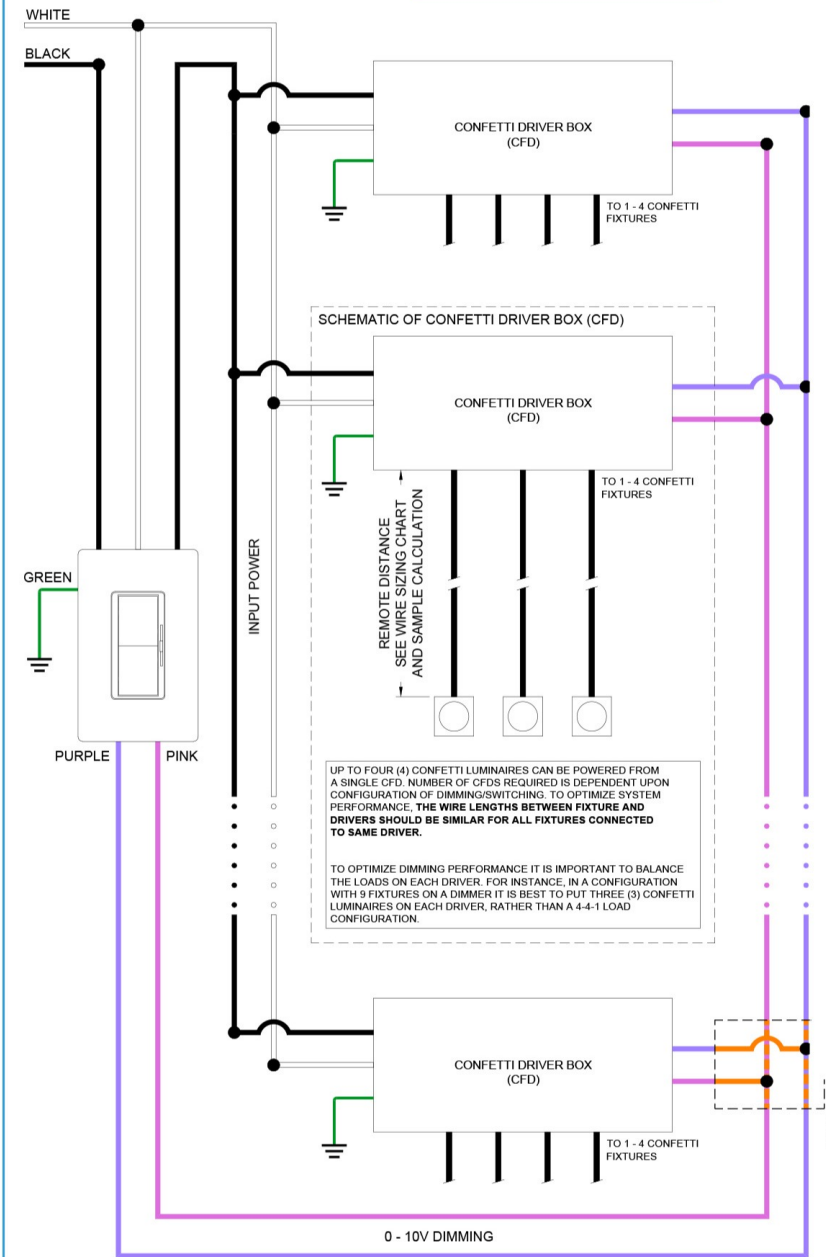 WHITE
BLACK
CONFETTI DRIVER BOX
(CFD)
TO 1 - 4 CONFETTI
FIXTURES
SCHEMATIC OF CONFETTI DRIVER BOX (CFD)
CONFETTI DRIVER BOX
(CFD)
TO 1 - 4 CONFETTI
FIXTURES
REMOTE DISTANCE
SEE WIRE SIZING CHART
AND SAMPLE CALCULATION
INPUT POWER
GREEN
PURPLE
PINK
UP TO FOUR (4) CONFETTI LUMINAIRES CAN BE POWERED FROM
A SINGLE CFD. NUMBER OF CFDS REQUIRED IS DEPENDENT UPON
CONFIGURATION OF DIMMING/SWITCHING. TO OPTIMIZE SYSTEM
PERFORMANCE, THE WIRE LENGTHS BETWEEN FIXTURE AND
DRIVERS SHOULD BE SIMILAR FOR ALL FIXTURES CONNECTED
TO SAME DRIVER.
TO OPTIMIZE DIMMING PERFORMANCE IT IS IMPORTANT TO BALANCE
THE LOADS ON EACH DRIVER. FOR INSTANCE, IN A CONFIGURATION
WITH 9 FIXTURES ON A DIMMER IT IS BEST TO PUT THREE (3) CONFETTI
LUMINAIRES ON EACH DRIVER, RATHER THAN A 4-4-1 LOAD
CONFIGURATION.
CONFETTI DRIVER BOX
(CFD)
TO 1 - 4 CONFETTI
FIXTURES
0 - 10V DIMMING